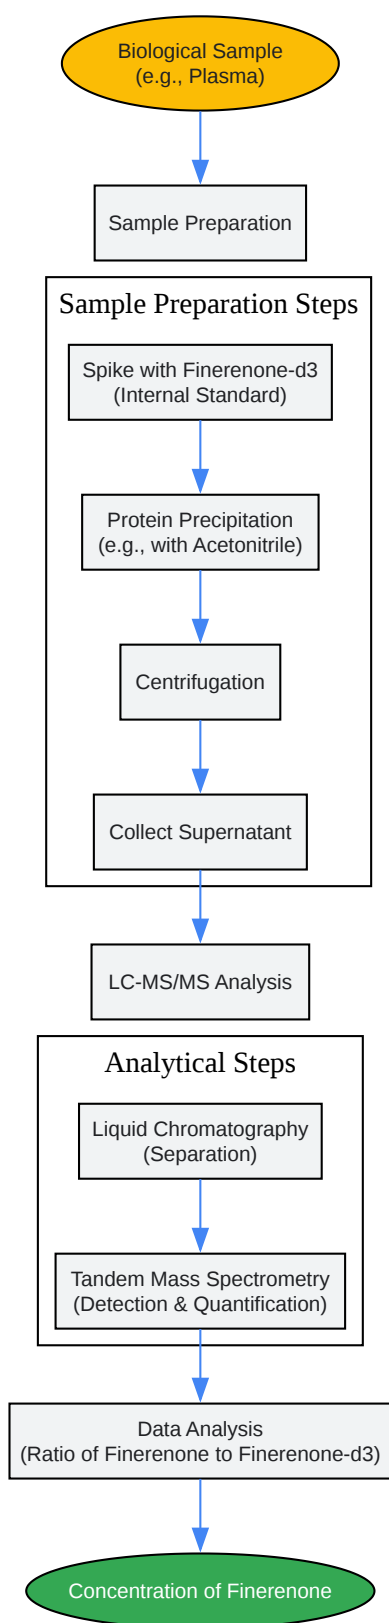 Biological Sample
(e.g., Plasma)
Sample Preparation
Sample Preparation Steps
Spike with Finerenone-d3
(Internal Standard)
Protein Precipitation
(e.g., with Acetonitrile)
Centrifugation
Collect Supernatant
LC-MS/MS Analysis
Analytical Steps
Liquid Chromatography
(Separation)
Tandem Mass Spectrometry
(Detection & Quantification)
Data Analysis
(Ratio of Finerenone to Finerenone-d3)
Concentration of Finerenone